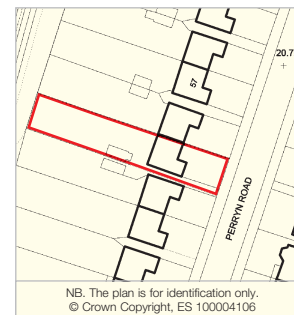 20.7
57
PERRYN ROAD
NB. The plan is for identification only.
© Crown Copyright, ES 100004106